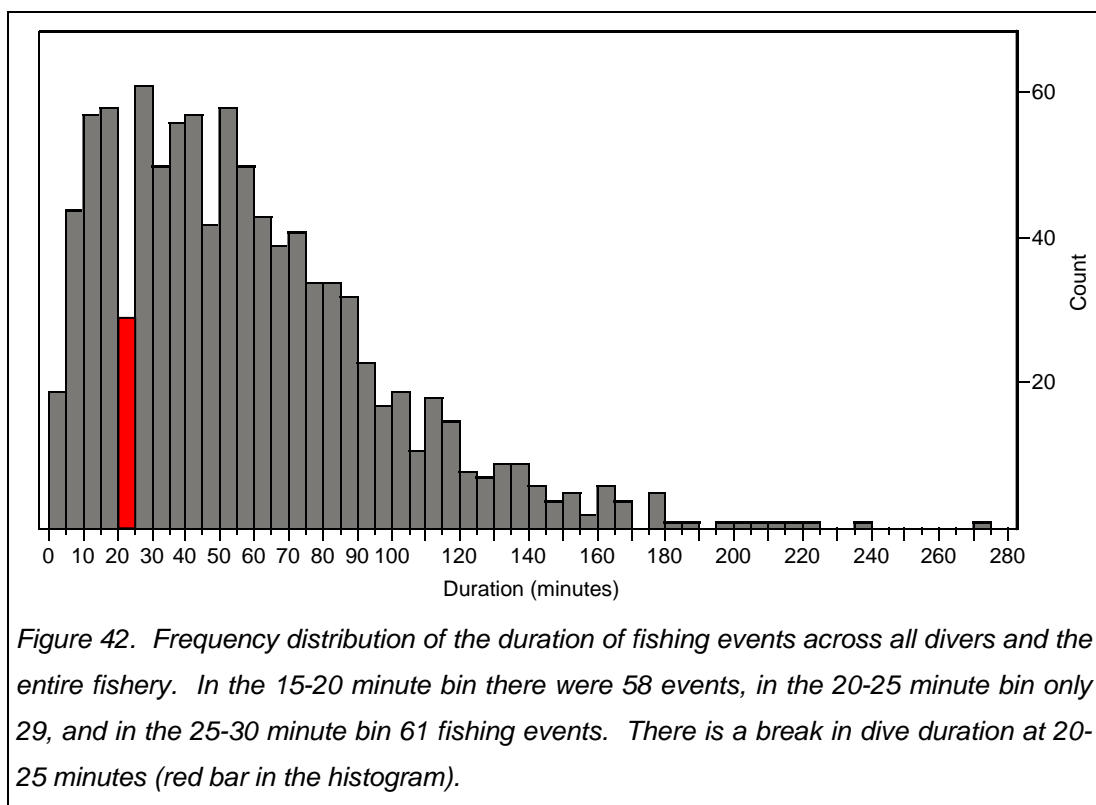 60
40
20
Count
0 10 20 30 40 50 60 70 80 90 100 120 140 160 180 200 220 240 260 280
Duration (minutes)
Figure 42. Frequency distribution of the duration of fishing events across all divers and the
entire fishery. In the 15-20 minute bin there were 58 events, in the 20-25 minute bin only
29, and in the 25-30 minute bin 61 fishing events. There is a break in dive duration at 20-
25 minutes (red bar in the histogram).